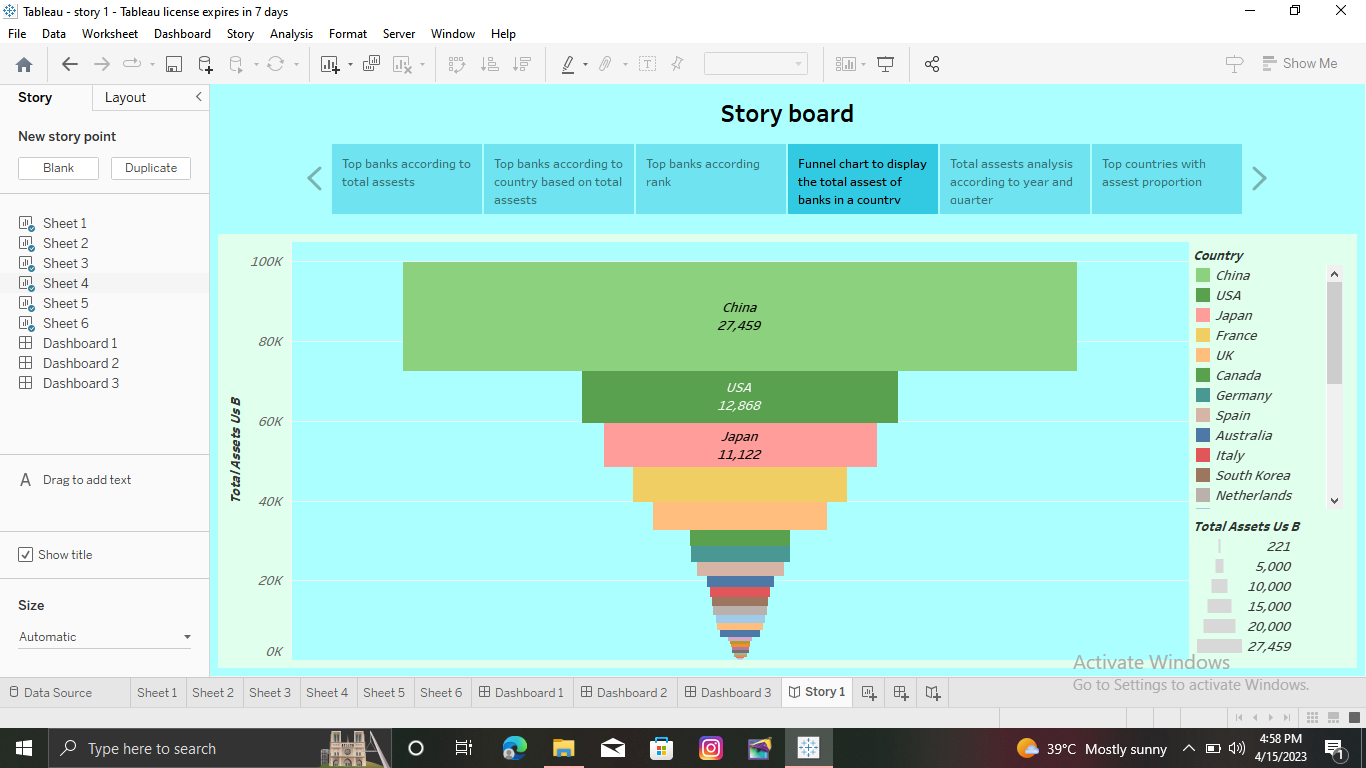 Tableau - story 1 - Tableau license expires in 7 days
File Data Worksheet Dashboard Story Analysis Format Server Window Help
Show Me
Story Layout
New story point
Blank Duplicate
Sheet 1
Sheet 2
Sheet 3
Sheet 4
Sheet 5
Sheet 6
Dashboard 1
Dashboard 2
Dashboard 3
A Drag to add text
Show title
Size
Automatic
Story board
Top banks according to
total assests
Top banks according to
country based on total
assests
Top banks according
rank
Funnel chart to display
the total assest of
banks in a country
Total assests analysis
according to year and
quarter
Top countries with
assest proportion
Total Assets Us B
100K
80K
60K
40K
20K
0K
China
27,459
USA
12,868
Japan
11,122
Country
China
USA
Japan
France
UK
Canada
Germany
Spain
Australia
Italy
South Korea
Netherlands
Total Assets Us B
221
5,000
10,000
15,000
20,000
27,459
Activate Windows
Go to Settings to activate Windows.
Data Source Sheet 1 Sheet 2 Sheet 3 Sheet 4 Sheet 5 Sheet 6 Dashboard 1 Dashboard 2 Dashboard 3 Story 1
Type here to search
39°C Mostly sunny
4:58 PM
4/15/2023
1